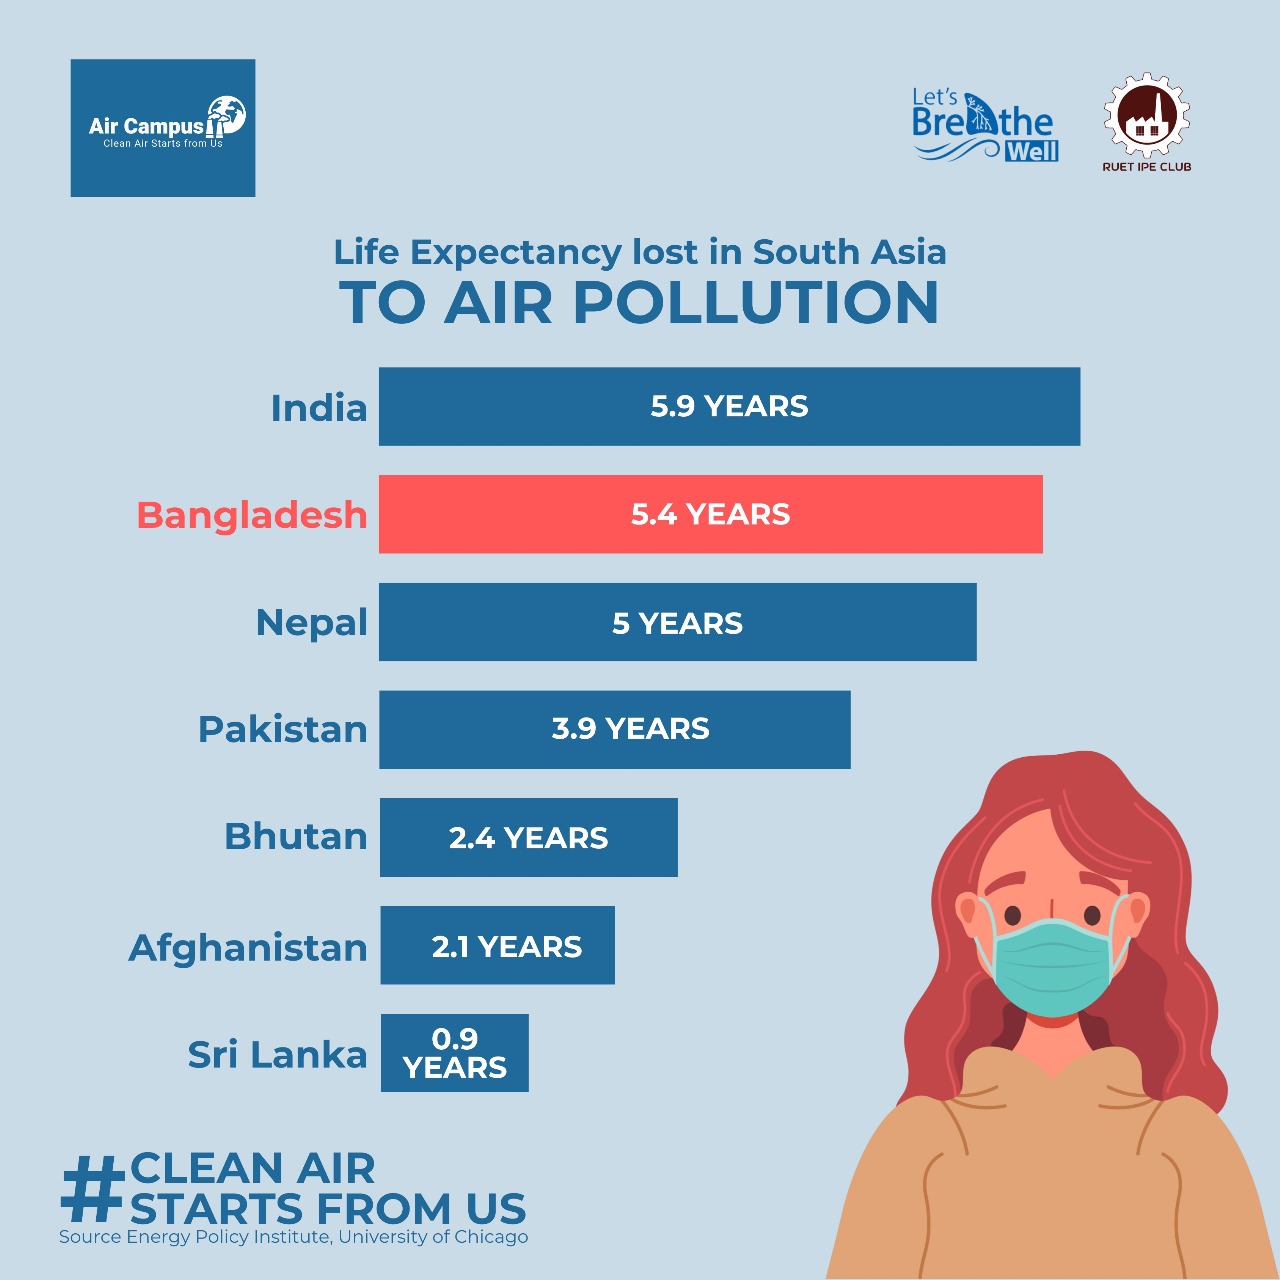 Air Campus
Clean Air Starts from Us
Let's
Breathe
Well
RUET IPE CLUB
Life Expectancy lost in South Asia
TO AIR POLLUTION
India 5.9 YEARS
Bangladesh 5.4 YEARS
Nepal 5 YEARS
Pakistan 3.9 YEARS
Bhutan 2.4 YEARS
Afghanistan 2.1 YEARS
Sri Lanka 0.9
YEARS
#CLEAN AIR
STARTS FROM US
Source Energy Policy Institute, University of Chicago